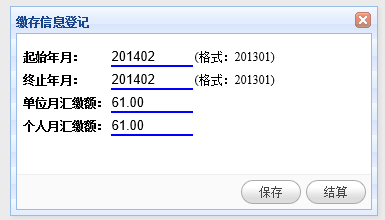 缴存信息登记
起始年月： 201402 (格式：201301)
终止年月： 201402 (格式：201301)
单位月汇缴额： 61.00
个人月汇缴额： 61.00
保存 结算